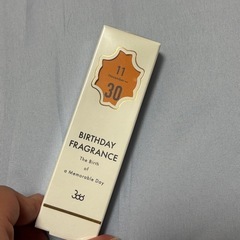 11
30
BIRTHDAY
FRAGRANCE
The Birth
of
a Memorable Day
366